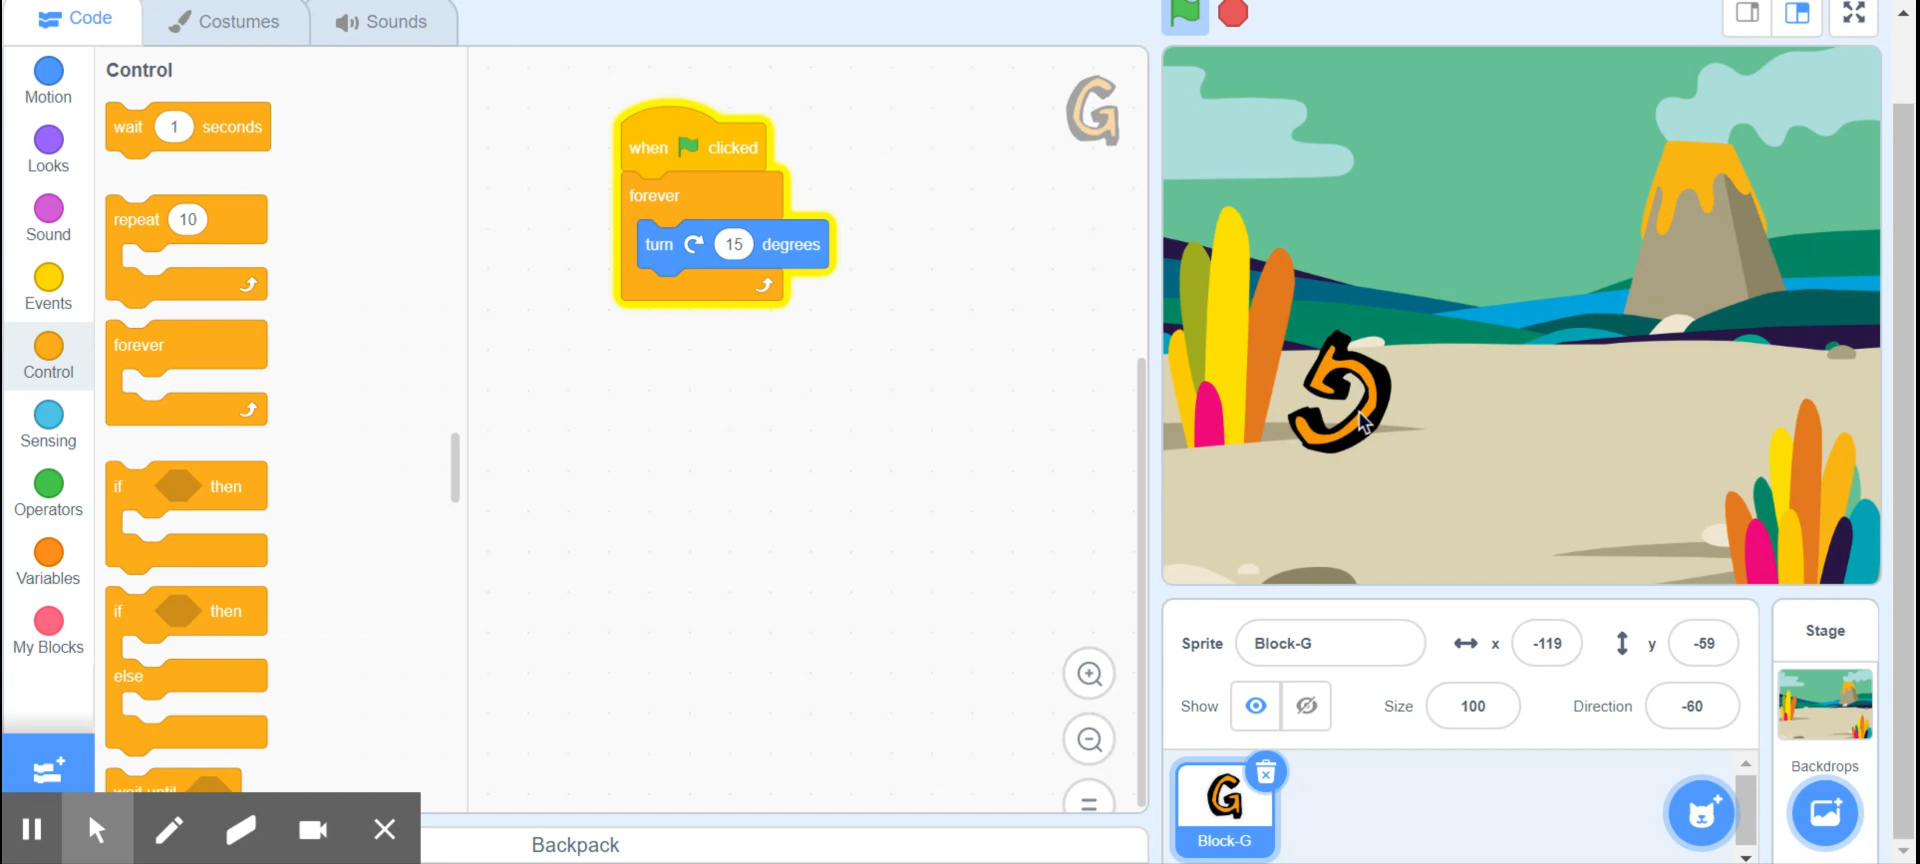 Code
Costumes
Sounds
Motion
Looks
Sound
Events
Control
Sensing
Operators
Variables
My Blocks
Control
wait 1 seconds
repeat 10
forever
if then
if then
else
wait until
when clicked
forever
turn 15 degrees
G
G
Sprite Block-G x -119 y -59
Show Size 100 Direction -60
G
Block-G
Stage
Backdrops
Backpack